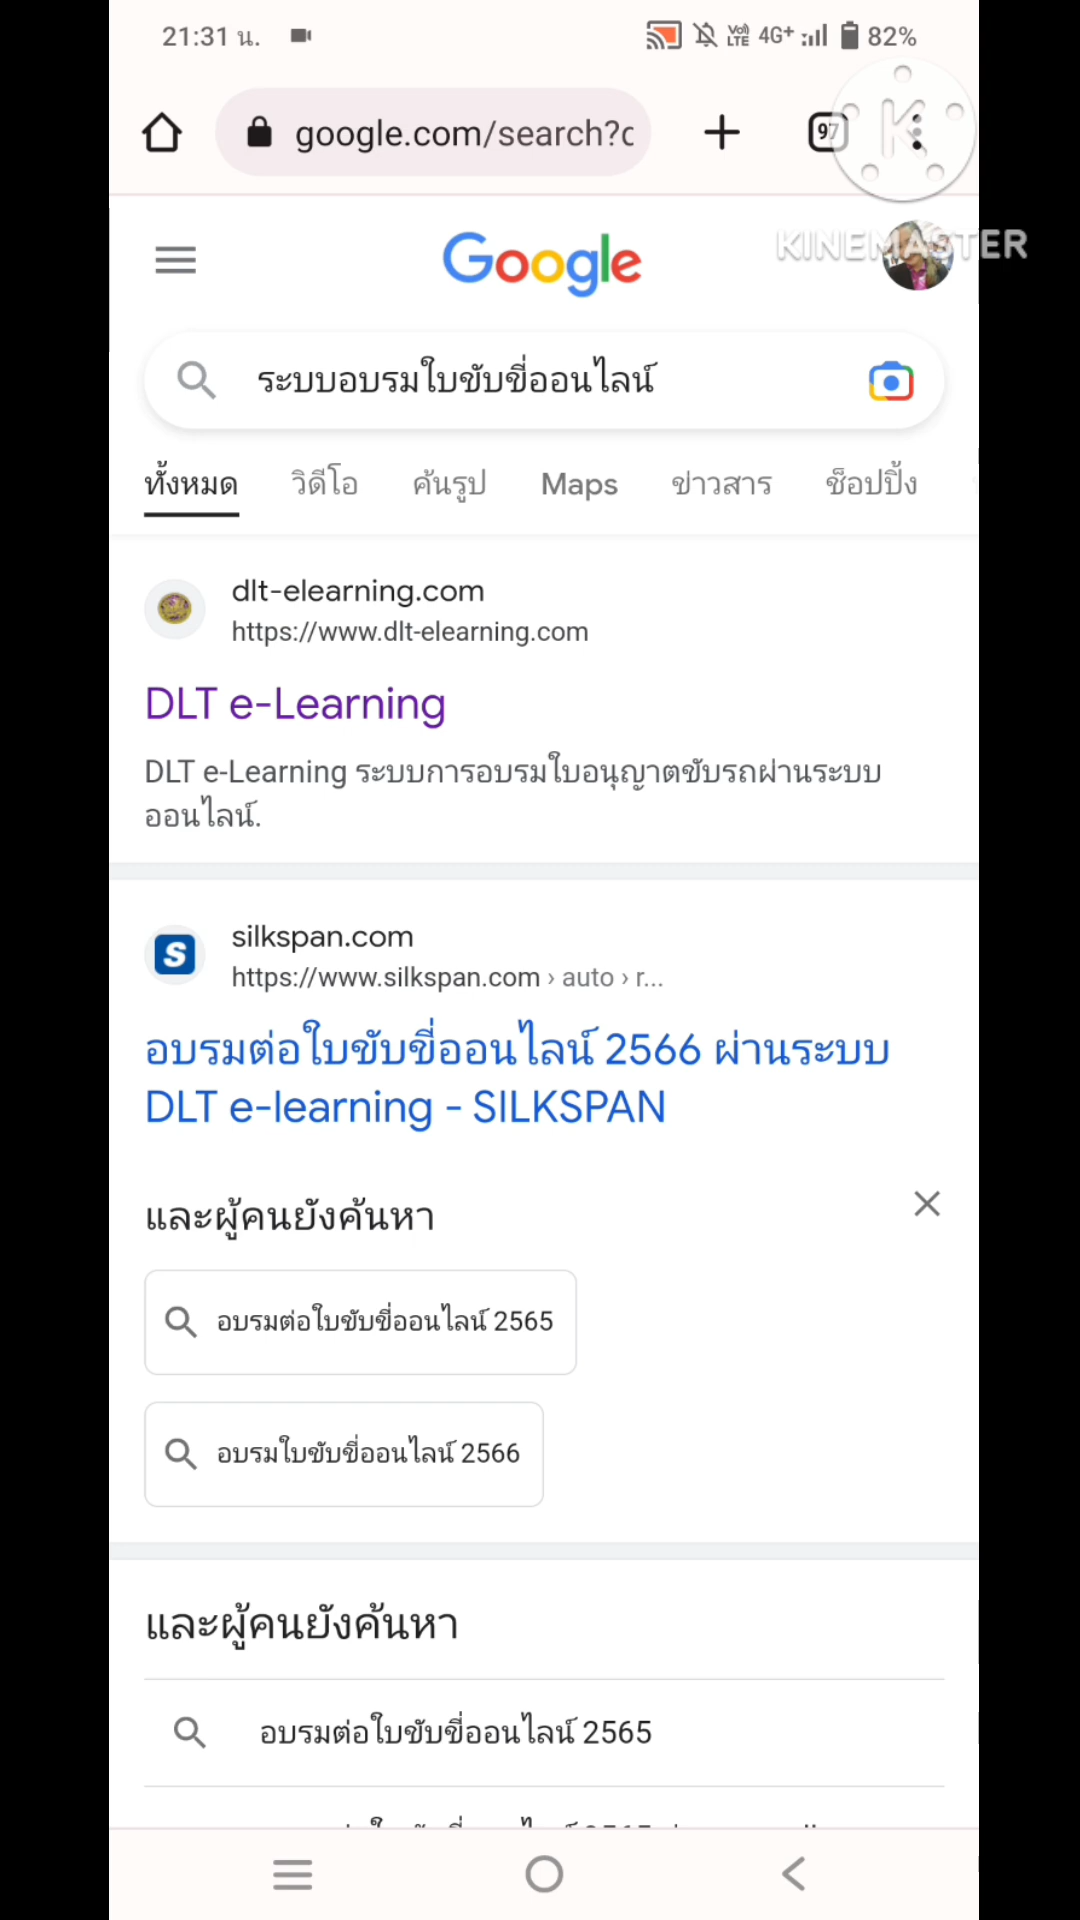 21:31 น.
VoD LTE 4G+ 82%
google.com/search?c
97
K
KINEMASTER
Google
ระบบอบรมใบขับขี่ออนไลน์
ทั้งหมด วิดีโอ ค้นรูป Maps ข่าวสาร ช็อปปิ้ง
dlt-elearning.com
https://www.dlt-elearning.com
DLT e-Learning
DLT e-Learning ระบบการอบรมใบอนุญาตขับรถผ่านระบบ
ออนไลน์.
S
silkspan.com
https://www.silkspan.com › auto › r...
อบรมต่อใบขับขี่ออนไลน์ 2566 ผ่านระบบ
DLT e-learning - SILKSPAN
และผู้คนยังค้นหา
อบรมต่อใบขับขี่ออนไลน์ 2565
อบรมใบขับขี่ออนไลน์ 2566
และผู้คนยังค้นหา
อบรมต่อใบขับขี่ออนไลน์ 2565